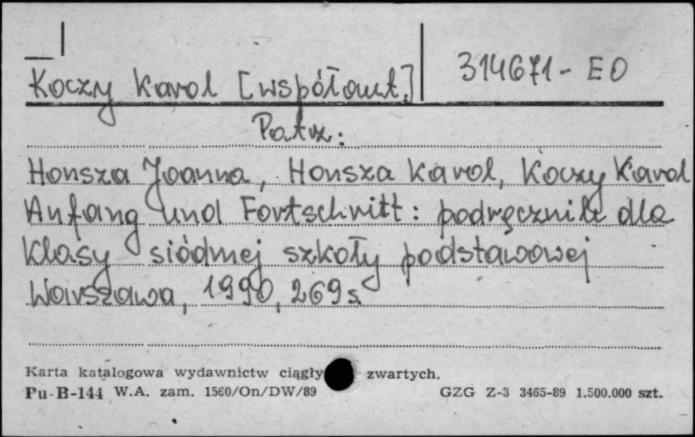 Koczy Karol [współaut.] 314671-EO
Patrz:
Honsza Joanna, Honsza Karol, Koczy Karol
Anfang und Fortschritt: podręcznik dla
klasy siódmej szkoły podstawowej
Warszawa, 1990, 269 s.
Karta katalogowa wydawnictw ciągły zwartych.
Pu-B-144 W.A. zam. 1560/On/DW/89 GZG Z-3 3465-89 1.500.000 szt.